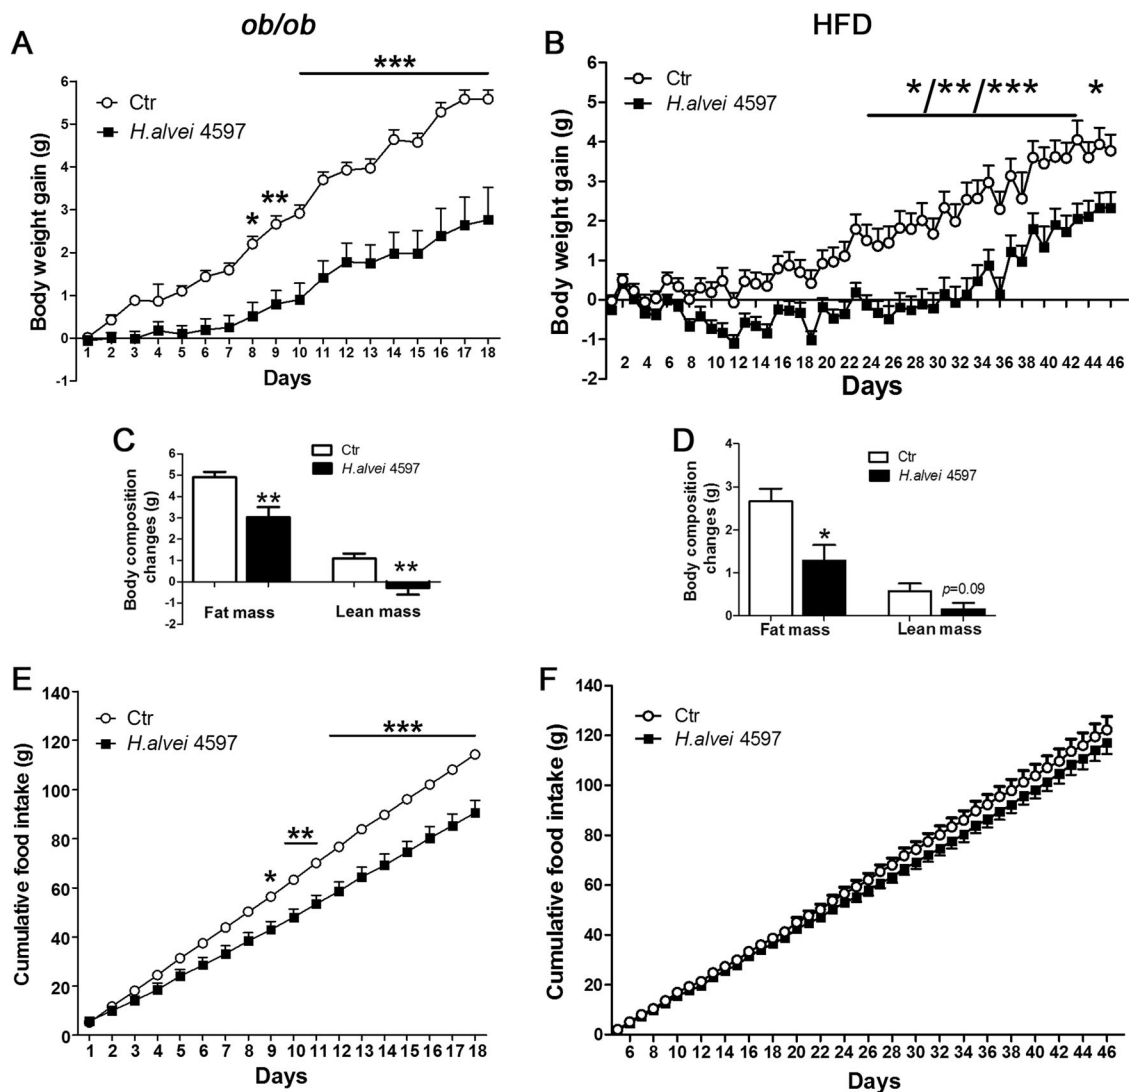 ob/ob
HFD
A
***
Ctr
H.alvei 4597
**
*
Body weight gain (g)
6
5
4
3
2
1
0
-1
1 2 3 4 5 6 7 8 9 10 11 12 13 14 15 16 17 18
Days
B
*/**/***
*
Ctr
H.alvei 4597
Body weight gain (g)
6
5
4
3
2
1
0
-1
-2
2 4 6 8 10 12 14 16 18 20 22 24 26 28 30 32 34 36 38 40 42 44 46
Days
C
Ctr
H.alvei 4597
Body composition
changes (g)
6
5
4
3
2
1
0
-1
-2
**
**
Fat mass Lean mass
D
Ctr
H.alvei 4597
Body composition
changes (g)
4
3
2
1
0
*
p=0.09
Fat mass Lean mass
E
Ctr
H.alvei 4597
***
**
*
Cumulative food intake (g)
140
120
100
80
60
40
20
0
1 2 3 4 5 6 7 8 9 10 11 12 13 14 15 16 17 18
Days
F
Ctr
H.alvei 4597
Cumulative food intake (g)
140
120
100
80
60
40
20
0
6 8 10 12 14 16 18 20 22 24 26 28 30 32 34 36 38 40 42 44 46
Days